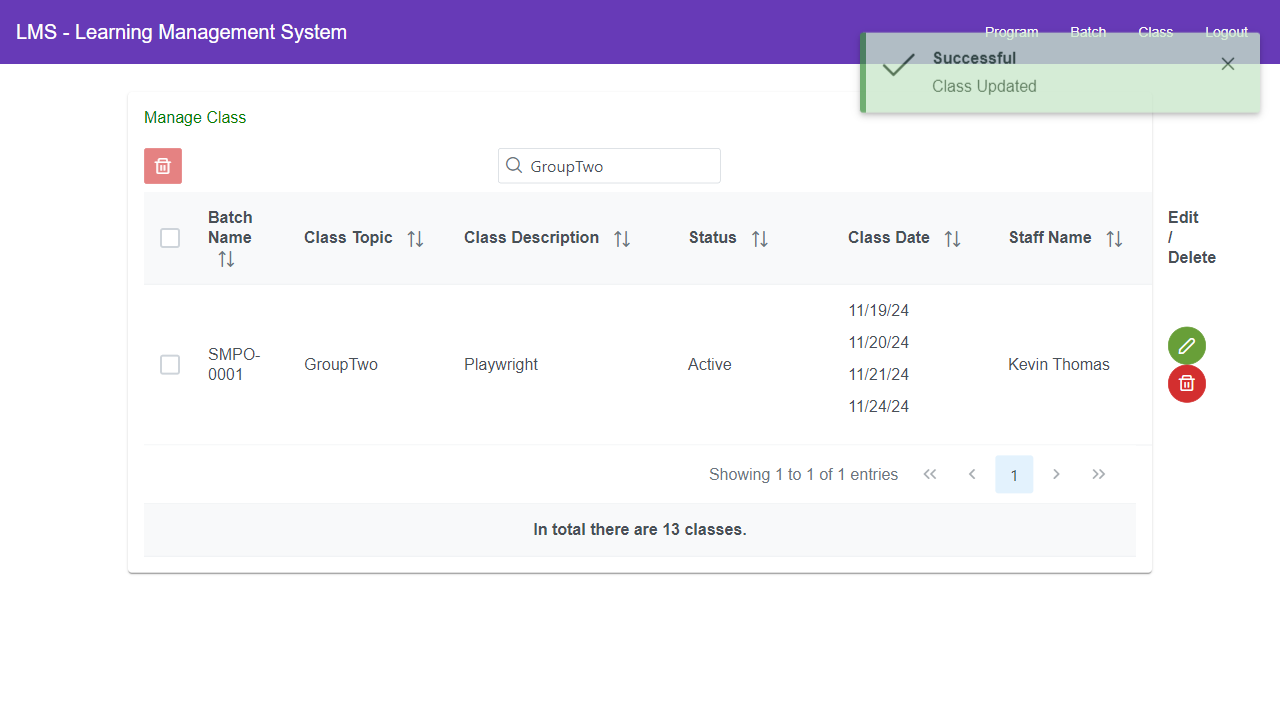 LMS - Learning Management System
Program Batch Class Logout
Successful
Class Updated
Manage Class
GroupTwo
Batch Name Class Topic Class Description Status Class Date Staff Name Edit / Delete
SMPO-0001 GroupTwo Playwright Active 11/19/24 Kevin Thomas
11/20/24
11/21/24
11/24/24
Showing 1 to 1 of 1 entries 1
In total there are 13 classes.